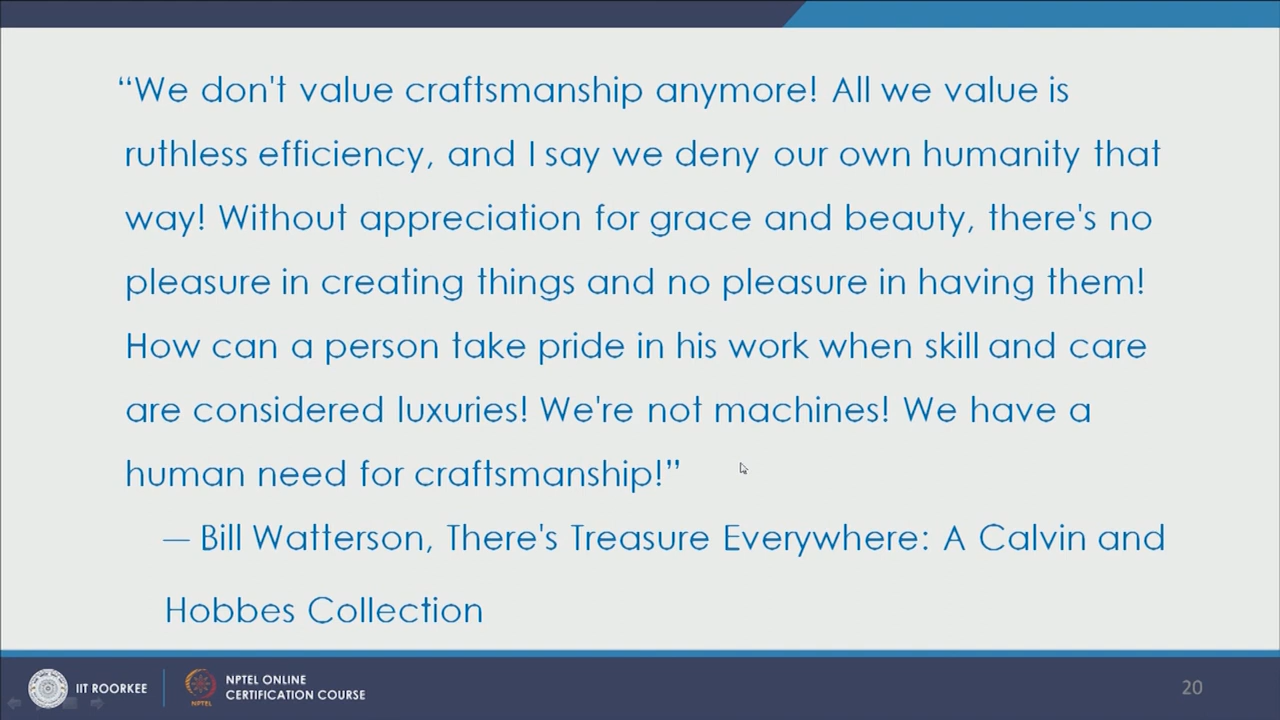 “We don't value craftsmanship anymore! All we value is
ruthless efficiency, and I say we deny our own humanity that
way! Without appreciation for grace and beauty, there's no
pleasure in creating things and no pleasure in having them!
How can a person take pride in his work when skill and care
are considered luxuries! We're not machines! We have a
human need for craftsmanship!”
— Bill Watterson, There's Treasure Everywhere: A Calvin and
Hobbes Collection
IIT ROORKEE
NPTEL
NPTEL ONLINE
CERTIFICATION COURSE
20